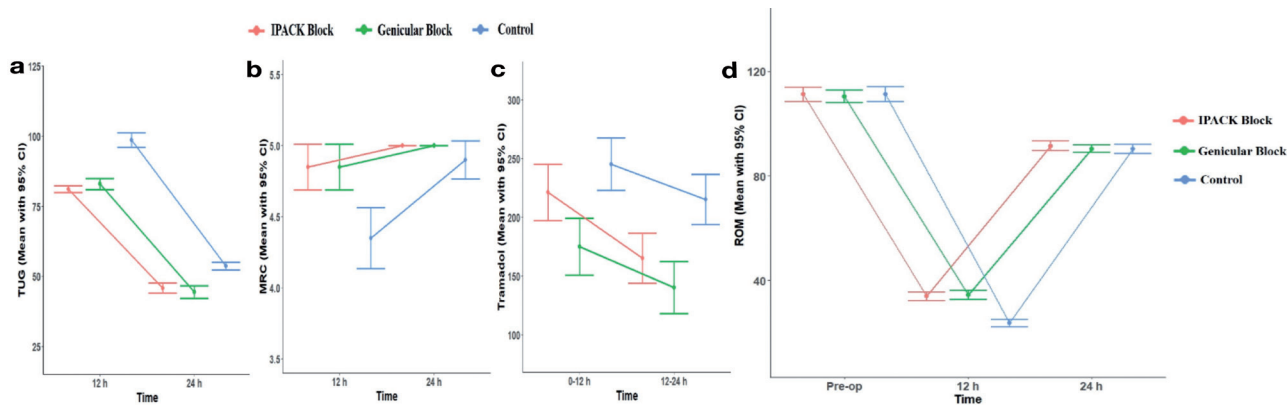 IPACK Block Genicular Block Control
a
TUG (Mean with 95% CI)
125
100
75
50
25
12 h 24 h
Time
b
MRC (Mean with 95% CI)
5.5
5.0
4.5
4.0
3.5
12 h 24 h
Time
c
Tramadol (Mean with 95% CI)
300
250
200
150
100
0-12 h 12-24 h
Time
d
ROM (Mean with 95% CI)
120
80
40
Pre-op 12 h 24 h
Time
IPACK Block
Genicular Block
Control